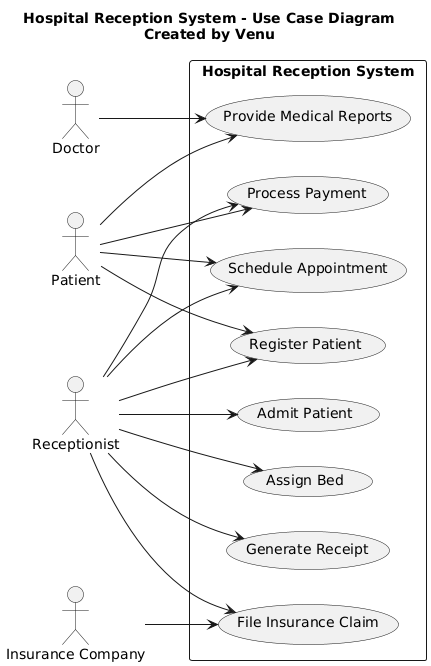 Hospital Reception System - Use Case Diagram
Created by Venu
Hospital Reception System
Provide Medical Reports
Doctor
Process Payment
Patient
Schedule Appointment
Register Patient
Admit Patient
Receptionist
Assign Bed
Generate Receipt
File Insurance Claim
Insurance Company